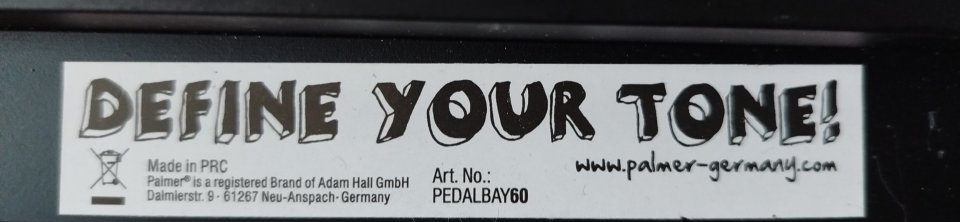 DEFINE YOUR TONE!
www.palmer-germany.com
Made in PRC
Palmer® is a registered Brand of Adam Hall GmbH
Daimlerstr. 9 · 61267 Neu-Anspach · Germany
Art. No.:
PEDALBAY60